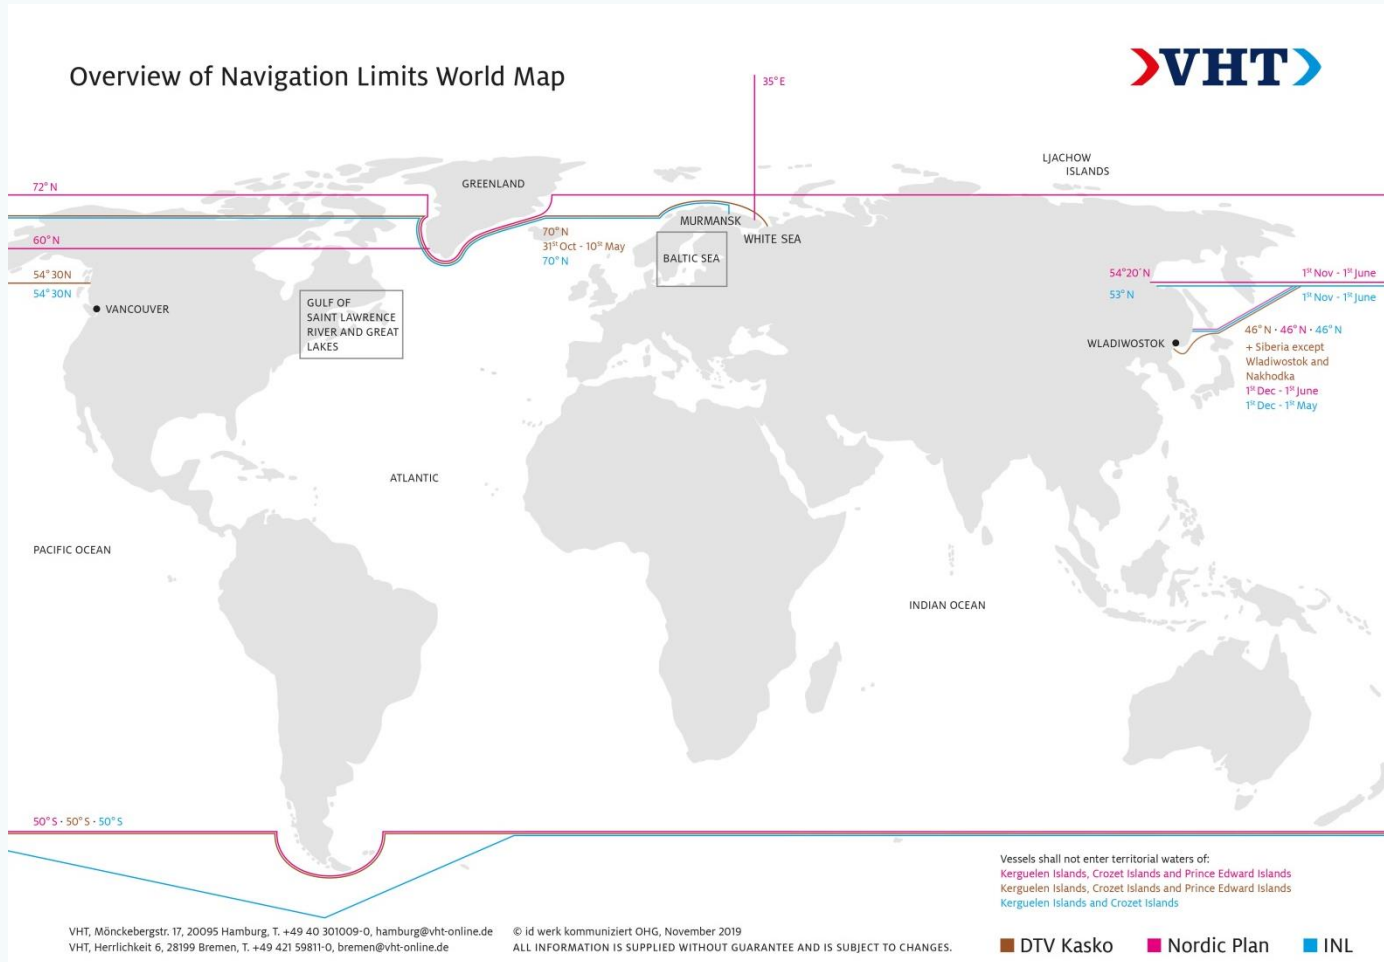 Overview of Navigation Limits World Map
VHT
35° E
LJACHOW
ISLANDS
72° N
GREENLAND
60° N
70° N
31st Oct - 10st May
70° N
MURMANSK
WHITE SEA
BALTIC SEA
54° 30N
54° 30N
VANCOUVER
GULF OF
SAINT LAWRENCE
RIVER AND GREAT
LAKES
54°20´N
1st Nov - 1st June
53° N
1st Nov - 1st June
WLADIWOSTOK
46° N · 46° N · 46° N
+ Siberia except
Wladiwostok and
Nakhodka
1st Dec - 1st June
1st Dec - 1st May
ATLANTIC
PACIFIC OCEAN
INDIAN OCEAN
50° S · 50° S · 50° S
Vessels shall not enter territorial waters of:
Kerguelen Islands, Crozet Islands and Prince Edward Islands
Kerguelen Islands, Crozet Islands and Prince Edward Islands
Kerguelen Islands and Crozet Islands
VHT, Mönckebergstr. 17, 20095 Hamburg, T. +49 40 301009-0, hamburg@vht-online.de
VHT, Herrlichkeit 6, 28199 Bremen, T. +49 421 59811-0, bremen@vht-online.de
© id werk kommuniziert OHG, November 2019
ALL INFORMATION IS SUPPLIED WITHOUT GUARANTEE AND IS SUBJECT TO CHANGES.
DTV Kasko
Nordic Plan
INL